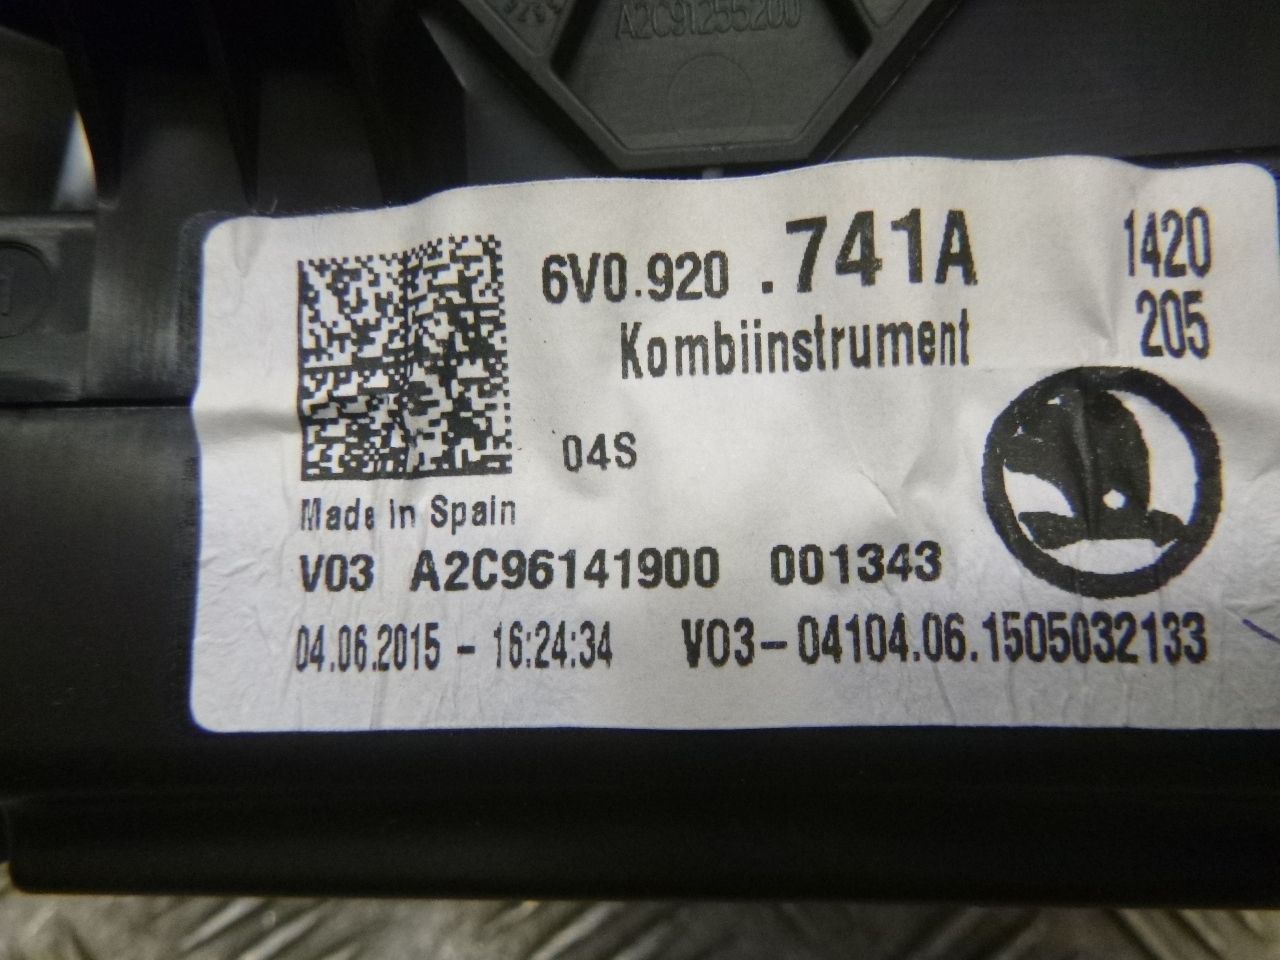 A2C91255200
6V0.920 .741A 1420
Kombiinstrument 205
04S
Made in Spain
V03 A2C96141900 001343
04.06.2015 - 16:24:34 V03-04104.06.1505032133